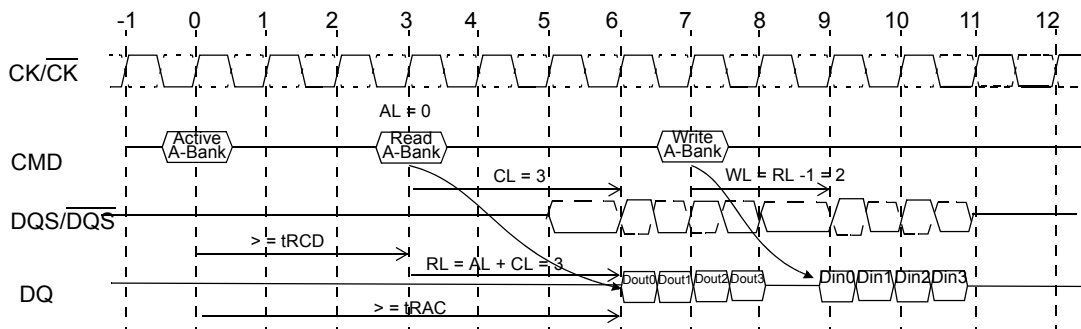 -1 0 1 2 3 4 5 6 7 8 9 10 11 12
CK/CK
AL = 0
Active
A-Bank
Read
A-Bank
Write
A-Bank
CMD
CL = 3
WL = RL -1 = 2
DQS/DQS
> = tRCD
RL = AL + CL = 3
DQ
Dout0 Dout1 Dout2 Dout3
Din0 Din1 Din2 Din3
> = tRAC